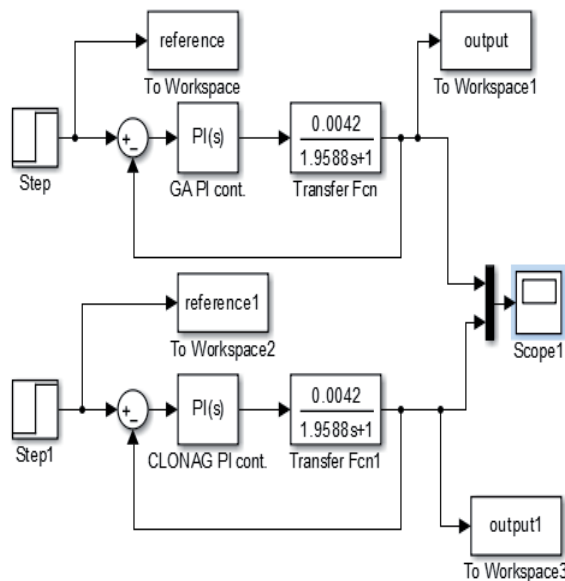 reference
To Workspace
output
To Workspace1
Step
+
−
PI(s)
GA PI cont.
0.0042
1.9588s+1
Transfer Fcn
reference1
To Workspace2
Scope1
Step1
+
−
PI(s)
CLONAG PI cont.
0.0042
1.9588s+1
Transfer Fcn1
output1
To Workspace3